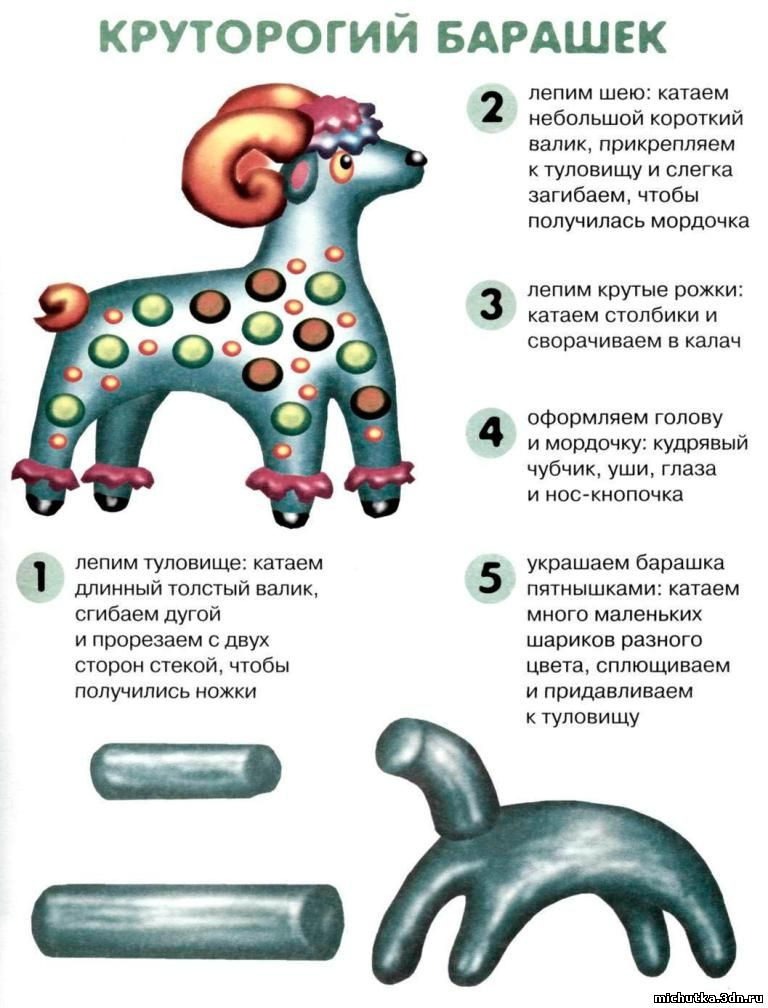 КРУТОРОГИЙ БАРАШЕК
1
лепим туловище: катаем
длинный толстый валик,
сгибаем дугой
и прорезаем с двух
сторон стекой, чтобы
получились ножки
2
лепим шею: катаем
небольшой короткий
валик, прикрепляем
к туловищу и слегка
загибаем, чтобы
получилась мордочка
3
лепим крутые рожки:
катаем столбики и
сворачиваем в калач
4
оформляем голову
и мордочку: кудрявый
чубчик, уши, глаза
и нос-кнопочка
5
украшаем барашка
пятнышками: катаем
много маленьких
шариков разного
цвета, сплющиваем
и придавливаем
к туловищу
michutka.3dn.ru